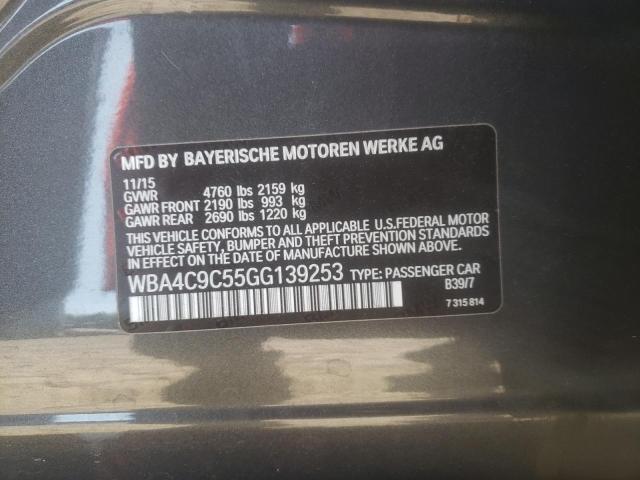 MFD BY BAYERISCHE MOTOREN WERKE AG
11/15
GVWR 4760 lbs 2159 kg
GAWR FRONT 2190 lbs 993 kg
GAWR REAR 2690 lbs 1220 kg
THIS VEHICLE CONFORMS TO ALL APPLICABLE U.S.FEDERAL MOTOR
VEHICLE SAFETY, BUMPER, AND THEFT PREVENTION STANDARDS
IN EFFECT ON THE DATE OF MANUFACTURE SHOWN ABOVE.
WBA4C9C55GG139253 TYPE: PASSENGER CAR
B39/7
7 315 814